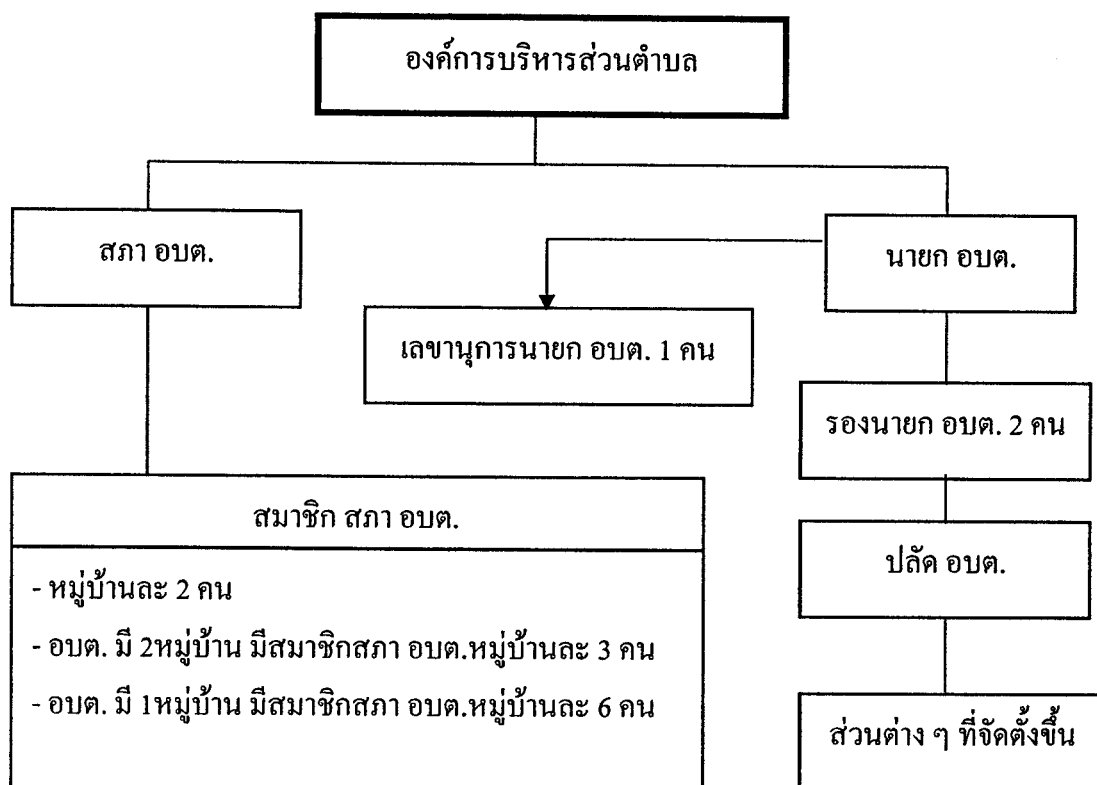 องค์การบริหารส่วนตำบล
สภา อบต.
นายก อบต.
เลขานุการนายก อบต. 1 คน
รองนายก อบต. 2 คน
สมาชิก สภา อบต.
ปลัด อบต.
- หมู่บ้านละ 2 คน
- อบต. มี 2หมู่บ้าน มีสมาชิกสภา อบต.หมู่บ้านละ 3 คน
- อบต. มี 1หมู่บ้าน มีสมาชิกสภา อบต.หมู่บ้านละ 6 คน
ส่วนต่าง ๆ ที่จัดตั้งขึ้น